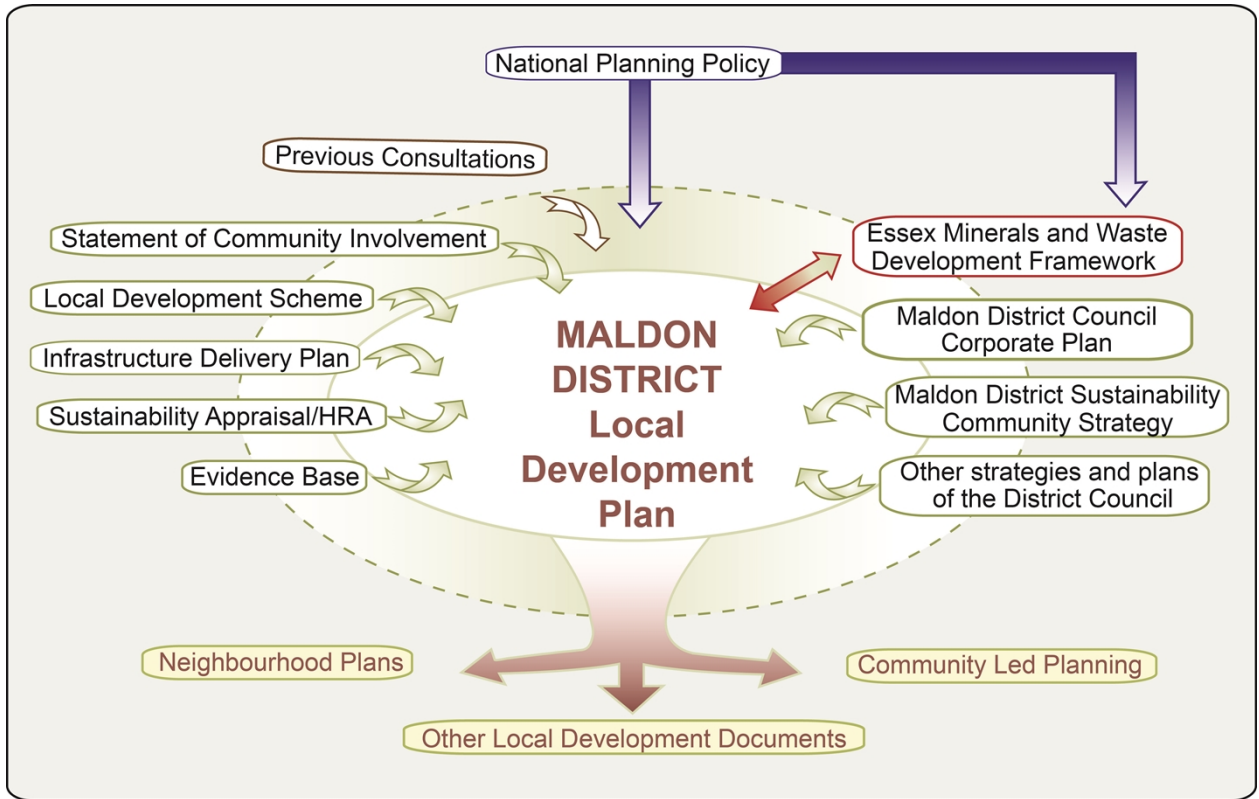 National Planning Policy
Previous Consultations
Statement of Community Involvement
Local Development Scheme
Infrastructure Delivery Plan
Sustainability Appraisal/HRA
Evidence Base
MALDON
DISTRICT
Local
Development
Plan
Essex Minerals and Waste
Development Framework
Maldon District Council
Corporate Plan
Maldon District Sustainability
Community Strategy
Other strategies and plans
of the District Council
Neighbourhood Plans
Community Led Planning
Other Local Development Documents